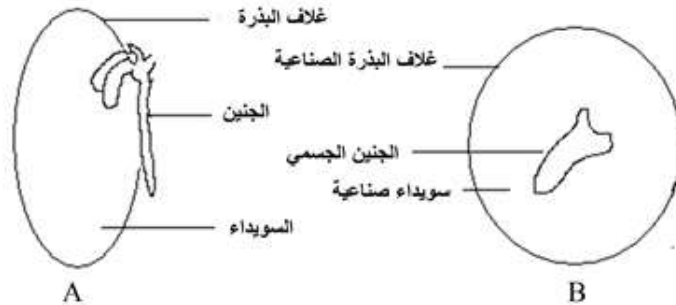 غلاف البذرة
الجنين
السويداء
A
غلاف البذرة الصناعية
الجنين الجسمي
سويداء صناعية
B